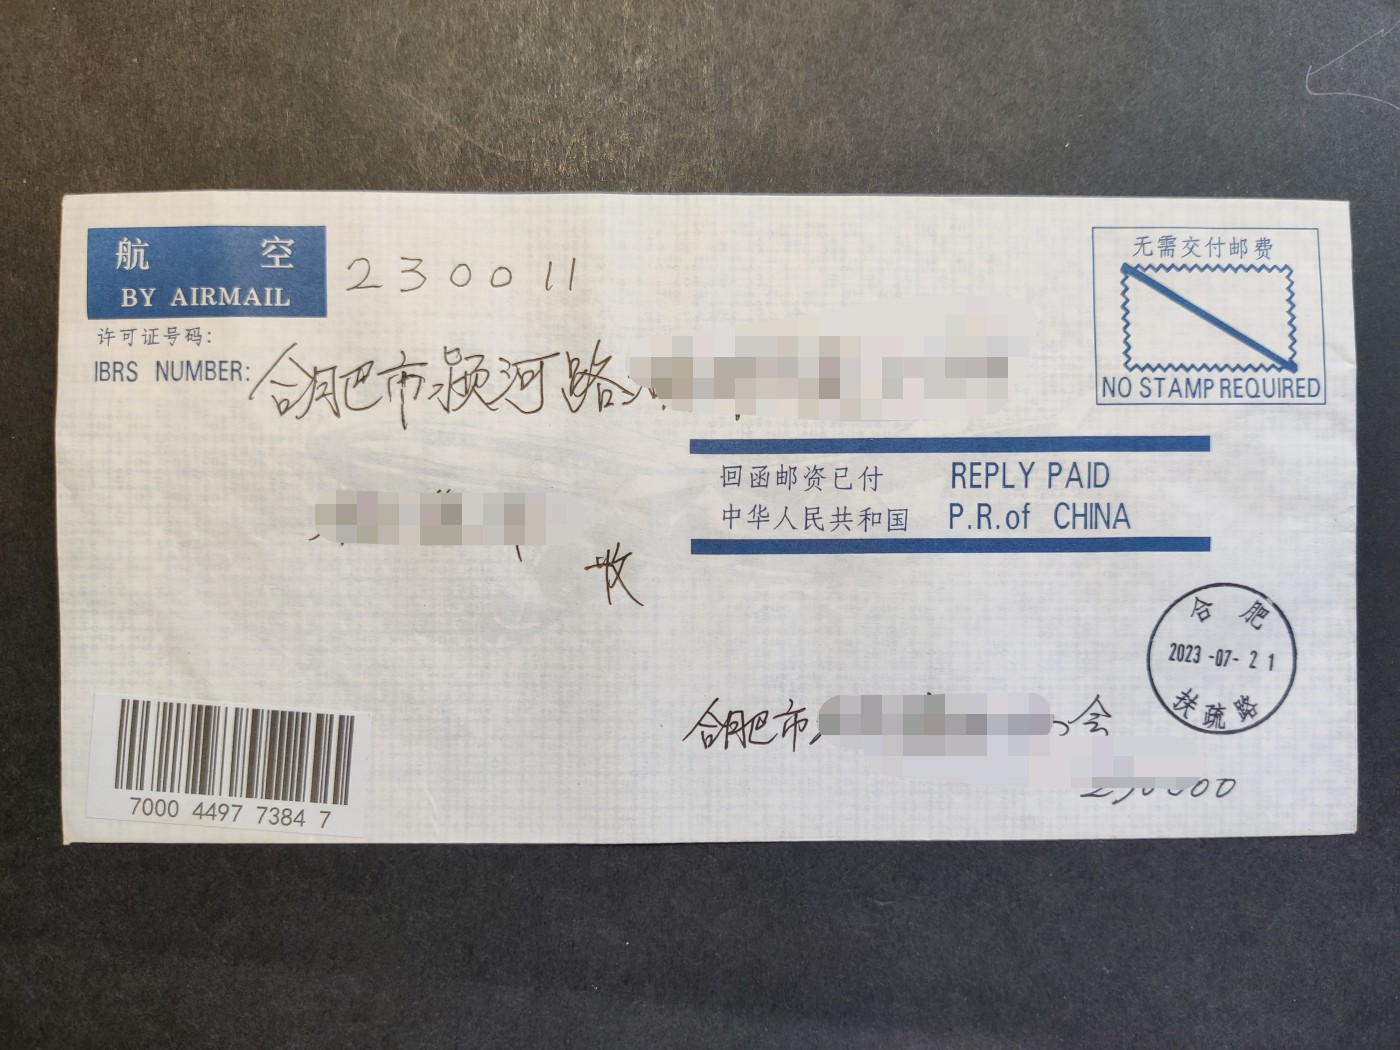 航 空
BY AIRMAIL
230011
无需交付邮费
许可证号码:
IBRS NUMBER:
合肥市颍河路
NO STAMP REQUIRED
回函邮资已付 REPLY PAID
中华人民共和国 P.R.of CHINA
收
合肥
2023-07-21
扶疏路
合肥市
会
7000 4497 7384 7